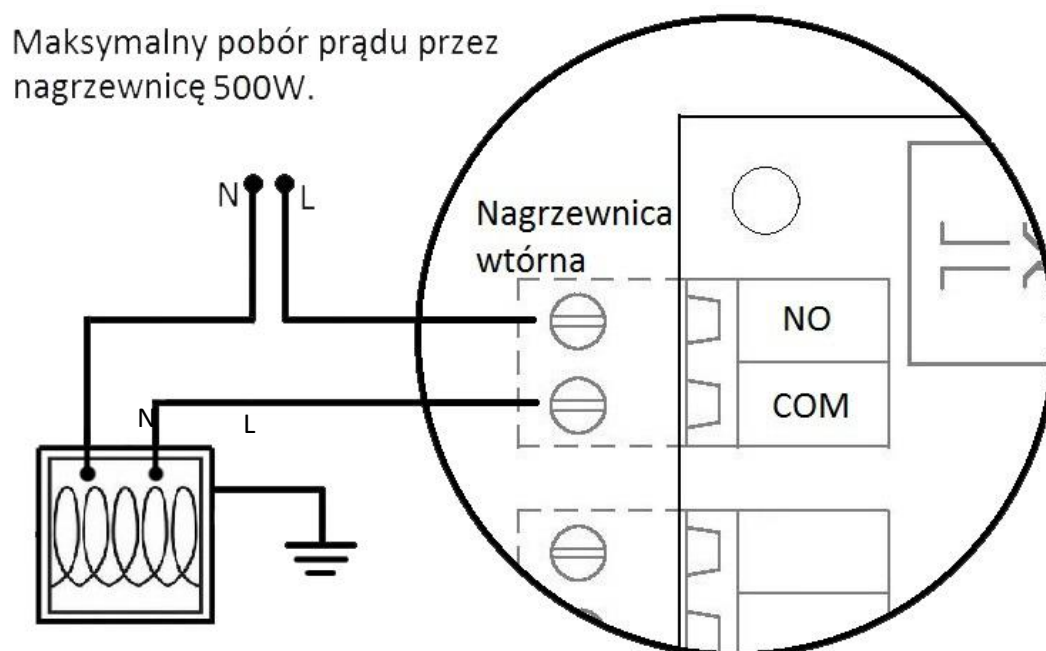 Maksymalny pobór prądu przez
nagrzewnicę 500W.
N L
Nagrzewnica
wtórna
NO
COM
N L